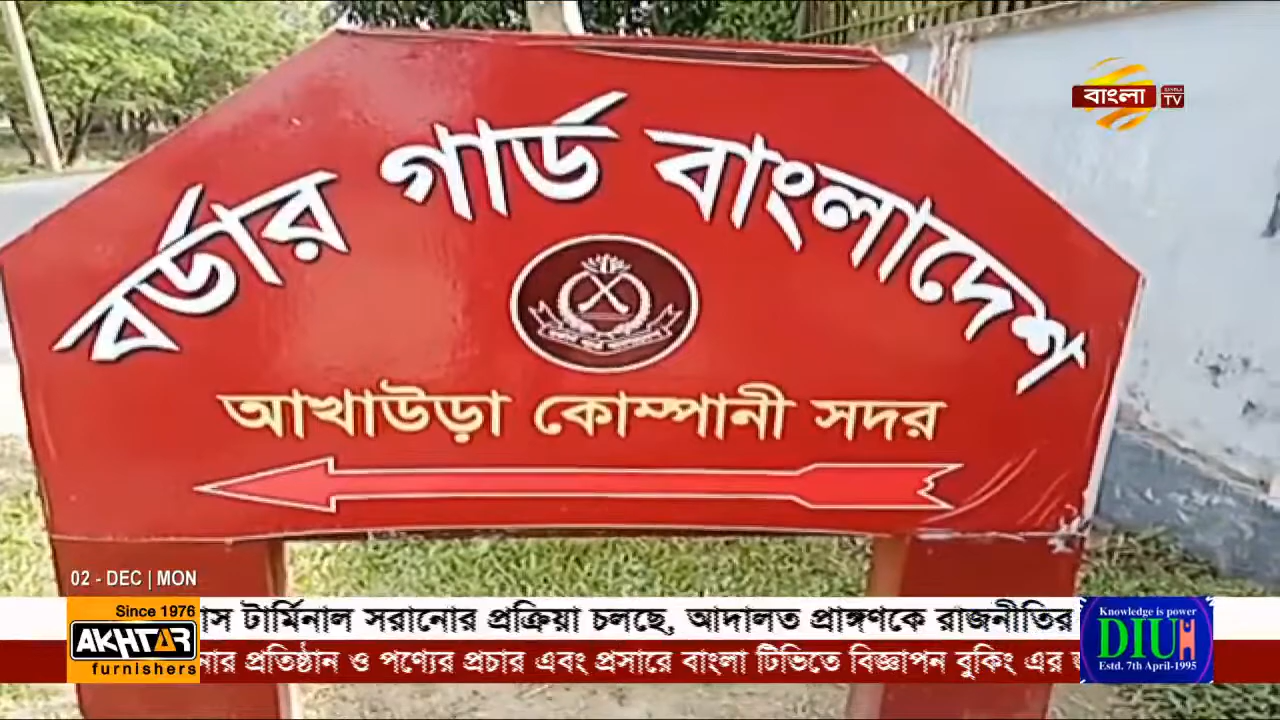 বাংলা
BANGLA
TV
বর্ডার গার্ড বাংলাদেশ
আখাউড়া কোম্পানী সদর
02 - DEC | MON
Since 1976
AKHTAR
furnishers
াস টার্মিনাল সরানোর প্রক্রিয়া চলছে, আদালত প্রাঙ্গণকে রাজনীতির
নার প্রতিষ্ঠান ও পণ্যের প্রচার এবং প্রসারে বাংলা টিভিতে বিজ্ঞাপন বুকিং এর জ
Knowledge is power
DIU
Estd. 7th April-1995